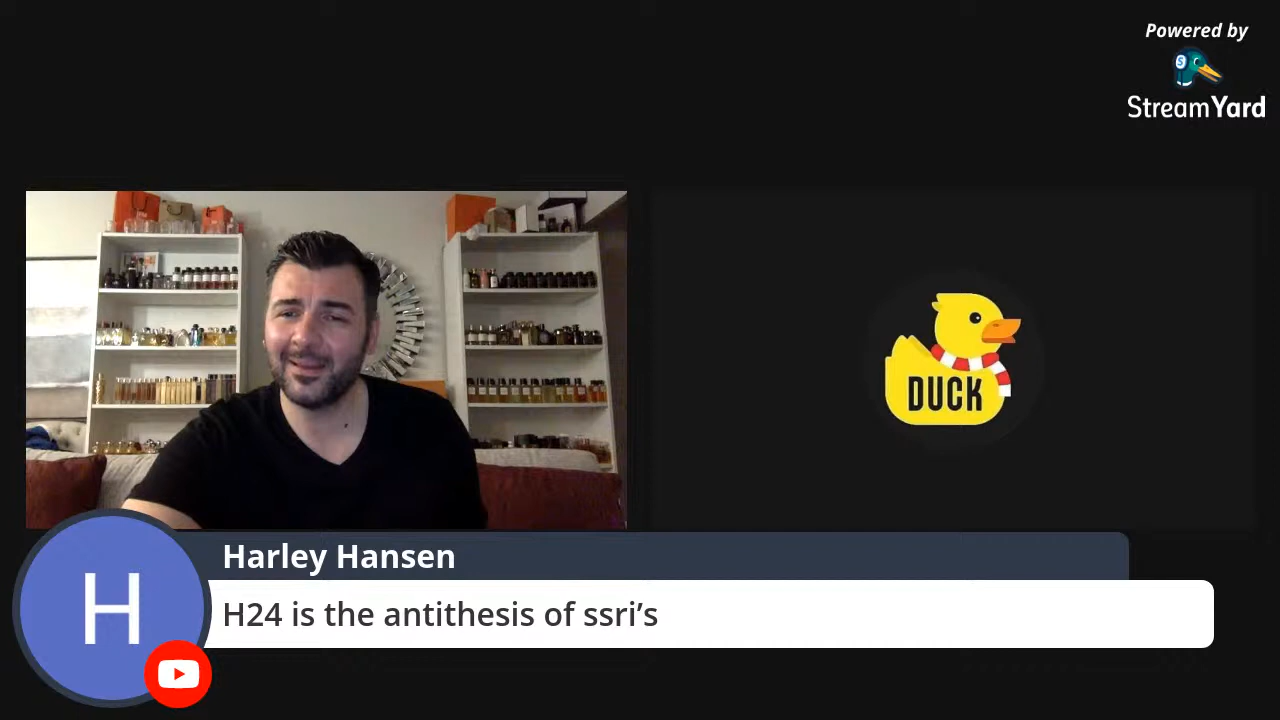 Powered by
StreamYard
S
DUCK
Harley Hansen
H
H24 is the antithesis of ssri’s